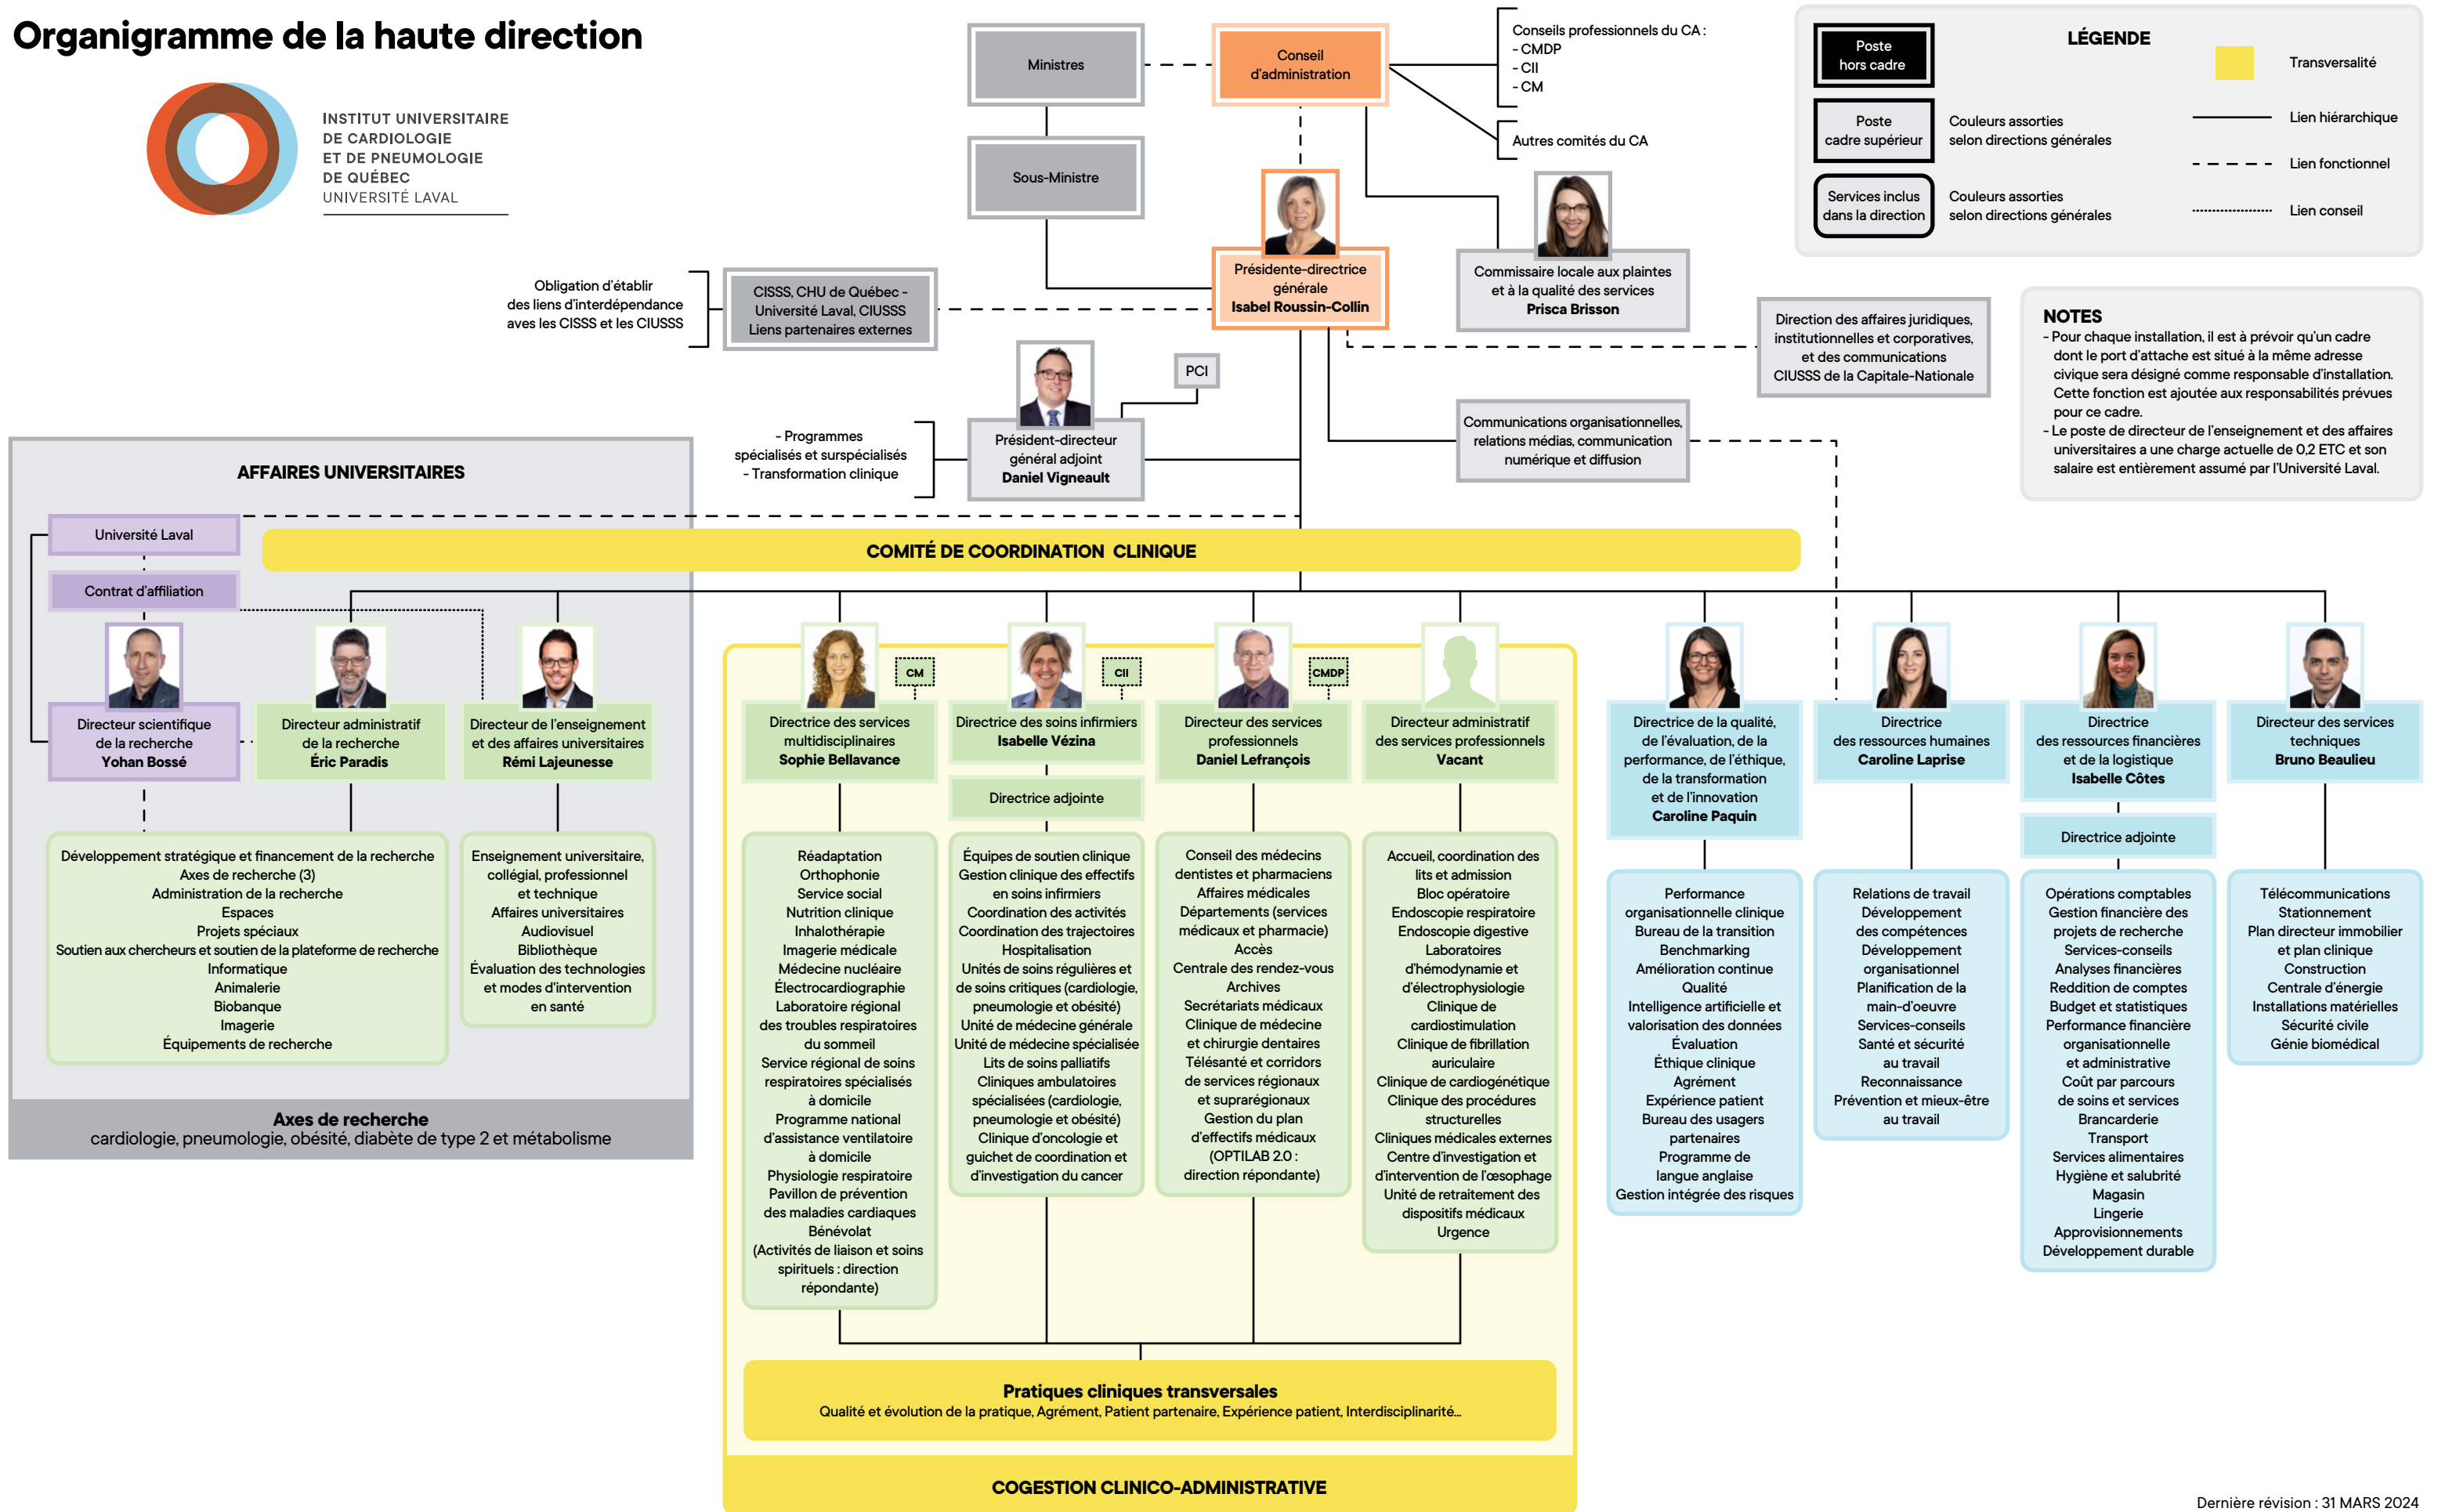 Organigramme de la haute direction
INSTITUT UNIVERSITAIRE
DE CARDIOLOGIE
ET DE PNEUMOLOGIE
DE QUÉBEC
UNIVERSITÉ LAVAL
Ministres
Conseil
d'administration
Conseils professionnels du CA :
- CMDP
- CII
- CM
Autres comités du CA
Sous-Ministre
LÉGENDE
Poste
hors cadre
Poste
cadre supérieur
Couleurs assorties
selon directions générales
Services inclus
dans la direction
Couleurs assorties
selon directions générales
Transversalité
Lien hiérarchique
Lien fonctionnel
Lien conseil
Obligation d'établir
des liens d'interdépendance
aves les CISSS et les CIUSSS
CISSS, CHU de Québec -
Université Laval, CIUSSS
Liens partenaires externes
Présidente-directrice
générale
Isabel Roussin-Collin
Commissaire locale aux plaintes
et à la qualité des services
Prisca Brisson
Direction des affaires juridiques,
institutionnelles et corporatives,
et des communications
CIUSSS de la Capitale-Nationale
NOTES
- Pour chaque installation, il est à prévoir qu'un cadre
dont le port d'attache est situé à la même adresse
civique sera désigné comme responsable d'installation.
Cette fonction est ajoutée aux responsabilités prévues
pour ce cadre.
- Le poste de directeur de l'enseignement et des affaires
universitaires a une charge actuelle de 0,2 ETC et son
salaire est entièrement assumé par l'Université Laval.
PCI
- Programmes
spécialisés et surspécialisés
- Transformation clinique
Président-directeur
général adjoint
Daniel Vigneault
Communications organisationnelles,
relations médias, communication
numérique et diffusion
AFFAIRES UNIVERSITAIRES
Université Laval
Contrat d'affiliation
COMITÉ DE COORDINATION CLINIQUE
Directeur scientifique
de la recherche
Yohan Bossé
Directeur administratif
de la recherche
Éric Paradis
Directeur de l'enseignement
et des affaires universitaires
Rémi Lajeunesse
Développement stratégique et financement de la recherche
Axes de recherche (3)
Administration de la recherche
Espaces
Projets spéciaux
Soutien aux chercheurs et soutien de la plateforme de recherche
Informatique
Animalerie
Biobanque
Imagerie
Équipements de recherche
Enseignement universitaire,
collégial, professionnel
et technique
Affaires universitaires
Audiovisuel
Bibliothèque
Évaluation des technologies
et modes d'intervention
en santé
Axes de recherche
cardiologie, pneumologie, obésité, diabète de type 2 et métabolisme
CM
Directrice des services
multidisciplinaires
Sophie Bellavance
Réadaptation
Orthophonie
Service social
Nutrition clinique
Inhalothérapie
Imagerie médicale
Médecine nucléaire
Électrocardiographie
Laboratoire régional
des troubles respiratoires
du sommeil
Service régional de soins
respiratoires spécialisés
à domicile
Programme national
d'assistance ventilatoire
à domicile
Physiologie respiratoire
Pavillon de prévention
des maladies cardiaques
Bénévolat
(Activités de liaison et soins
spirituels : direction
répondante)
CII
Directrice des soins infirmiers
Isabelle Vézina
Directrice adjointe
Équipes de soutien clinique
Gestion clinique des effectifs
en soins infirmiers
Coordination des activités
Coordination des trajectoires
Hospitalisation
Unités de soins régulières et
de soins critiques (cardiologie,
pneumologie et obésité)
Unité de médecine générale
Unité de médecine spécialisée
Lits de soins palliatifs
Cliniques ambulatoires
spécialisées (cardiologie,
pneumologie et obésité)
Clinique d'oncologie et
guichet de coordination et
d'investigation du cancer
CMDP
Directeur des services
professionnels
Daniel Lefrançois
Conseil des médecins
dentistes et pharmaciens
Affaires médicales
Départements (services
médicaux et pharmacie)
Accès
Centrale des rendez-vous
Archives
Secrétariats médicaux
Clinique de médecine
et chirurgie dentaires
Télésanté et corridors
de services régionaux
et suprarégionaux
Gestion du plan
d'effectifs médicaux
(OPTILAB 2.0 :
direction répondante)
Directeur administratif
des services professionnels
Vacant
Accueil, coordination des
lits et admission
Bloc opératoire
Endoscopie respiratoire
Endoscopie digestive
Laboratoires
d'hémodynamie et
d'électrophysiologie
Clinique de
cardiostimulation
Clinique de fibrillation
auriculaire
Clinique de cardiogénétique
Clinique des procédures
structurelles
Cliniques médicales externes
Centre d'investigation et
d'intervention de l'œsophage
Unité de retraitement des
dispositifs médicaux
Urgence
Pratiques cliniques transversales
Qualité et évolution de la pratique, Agrément, Patient partenaire, Expérience patient, Interdisciplinarité...
COGESTION CLINICO-ADMINISTRATIVE
Directrice de la qualité,
de l'évaluation, de la
performance, de l'éthique,
de la transformation
et de l'innovation
Caroline Paquin
Performance
organisationnelle clinique
Bureau de la transition
Benchmarking
Amélioration continue
Qualité
Intelligence artificielle et
valorisation des données
Évaluation
Éthique clinique
Agrément
Expérience patient
Bureau des usagers
partenaires
Programme de
langue anglaise
Gestion intégrée des risques
Directrice
des ressources humaines
Caroline Laprise
Relations de travail
Développement
des compétences
Développement
organisationnel
Planification de la
main-d'oeuvre
Services-conseils
Santé et sécurité
au travail
Reconnaissance
Prévention et mieux-être
au travail
Directrice
des ressources financières
et de la logistique
Isabelle Côtes
Directrice adjointe
Opérations comptables
Gestion financière des
projets de recherche
Services-conseils
Analyses financières
Reddition de comptes
Budget et statistiques
Performance financière
organisationnelle
et administrative
Coût par parcours
de soins et services
Brancarderie
Transport
Services alimentaires
Hygiène et salubrité
Magasin
Lingerie
Approvisionnements
Développement durable
Directeur des services
techniques
Bruno Beaulieu
Télécommunications
Stationnement
Plan directeur immobilier
et plan clinique
Construction
Centrale d'énergie
Installations matérielles
Sécurité civile
Génie biomédical
Dernière révision : 31 MARS 2024